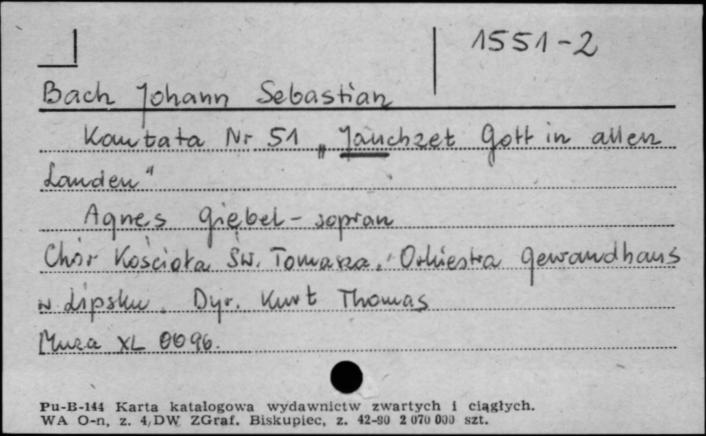 1551-2
Bach Johann Sebastian
Kantata Nr 51 „Jauchzet Gott in allen
Landen"
Agnes Giebel - sopran
Chór Kościoła Św. Tomasza, Orkiestra Gewandhaus
w Lipsku. Dyr. Kurt Thomas
Muza XL 0096.
Pu-B-144 Karta katalogowa wydawnictw zwartych i ciągłych.
WA O-n, z. 4/DW ZGraf. Biskupiec, z. 42-80 2 070 000 szt.